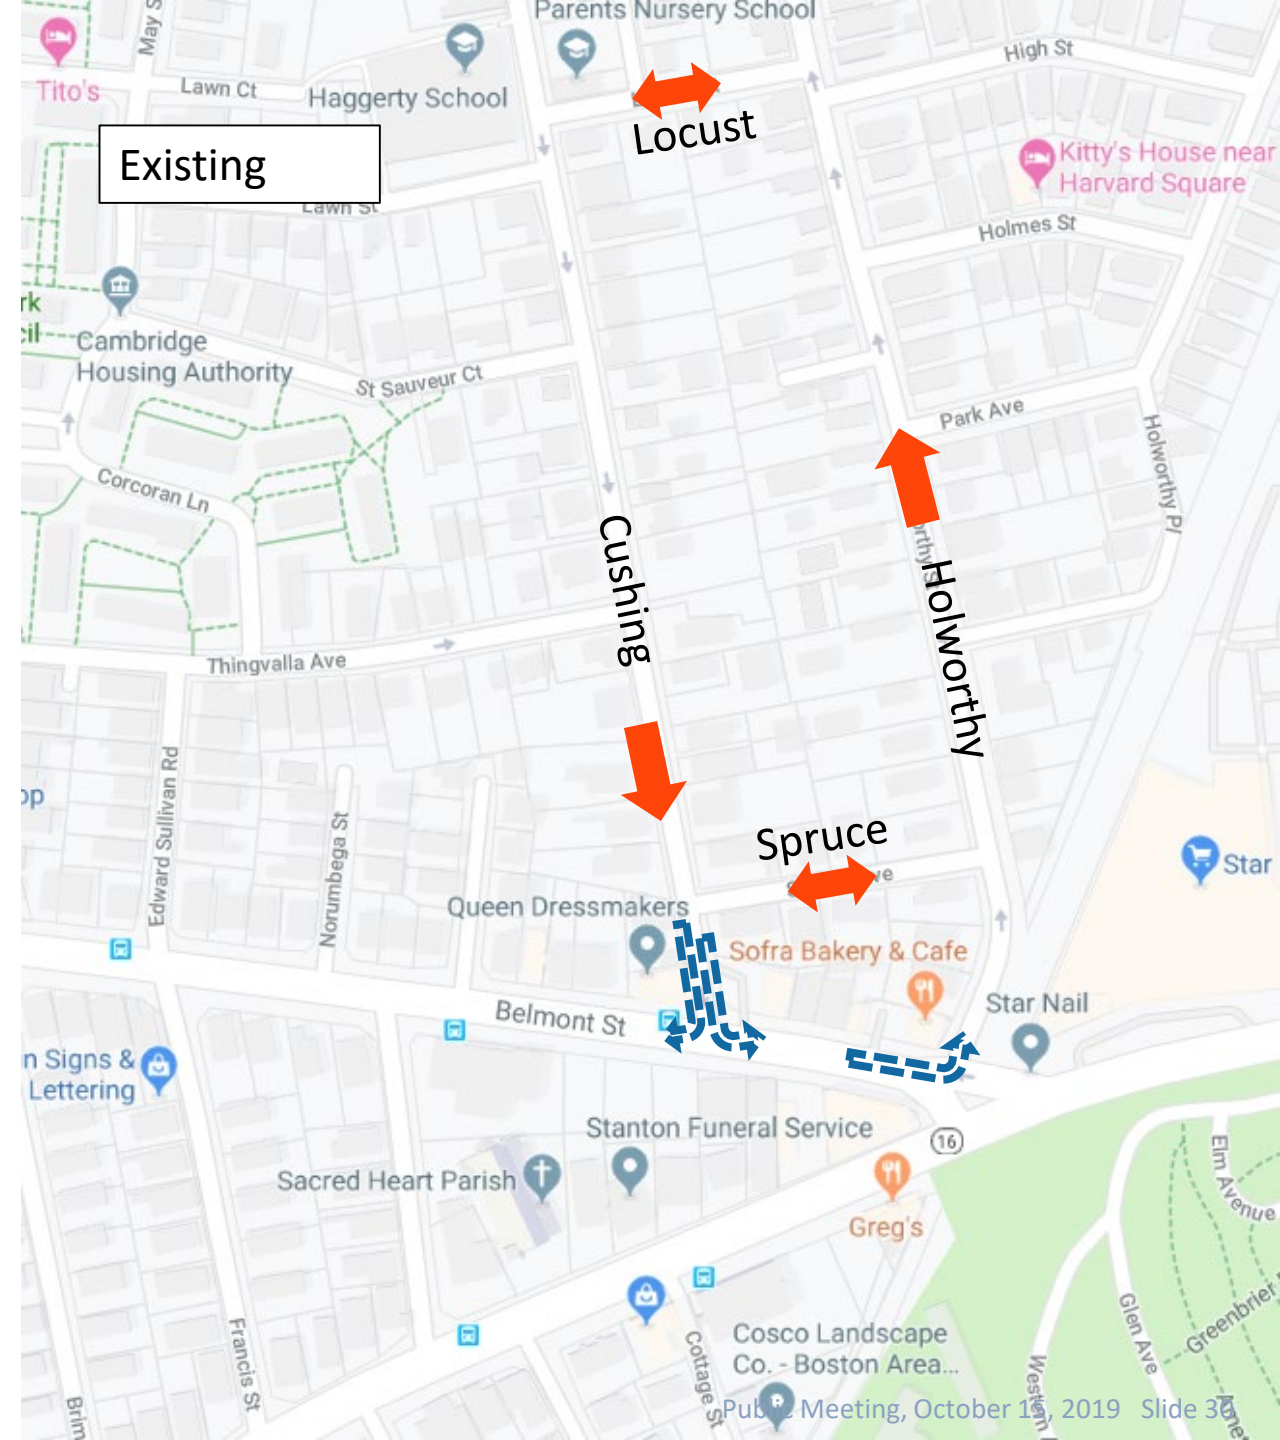 Parents Nursery School
May S
High St
Tito's
Lawn Ct
Haggerty School
Locust
Existing
Kitty's House near
Harvard Square
Lawn St
Holmes St
Cambridge
Housing Authority
St Sauveur Ct
Park Ave
Holworthy Pl
Corcoran Ln
Cushing
Holworthy
Thingvalla Ave
Edward Sullivan Rd
Norumbega St
Spruce
Star
Queen Dressmakers
Sofra Bakery & Cafe
Belmont St
Star Nail
n Signs &
Lettering
Stanton Funeral Service
16
Elm Avenue
Sacred Heart Parish
Greg's
Greenbrier
Glen Ave
Francis St
Cottage St
Cosco Landscape
Co. - Boston Area...
Western A
Brim
Public Meeting, October 1, 2019 Slide 30